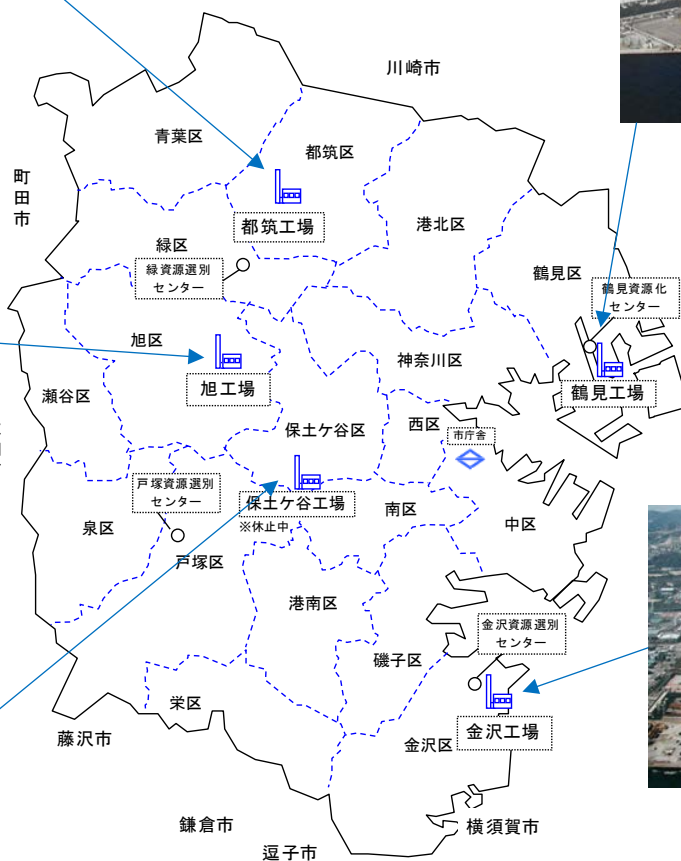 川崎市
青葉区
都筑区
町田市
都筑工場
港北区
緑区
緑資源選別
センター
鶴見区
鶴見資源化
センター
旭区
神奈川区
瀬谷区
旭工場
鶴見工場
保土ケ谷区
西区
市庁舎
戸塚資源選別
センター
保土ケ谷工場
※休止中
南区
中区
泉区
戸塚区
港南区
金沢資源選別
センター
磯子区
栄区
金沢工場
藤沢市
金沢区
鎌倉市
横須賀市
逗子市